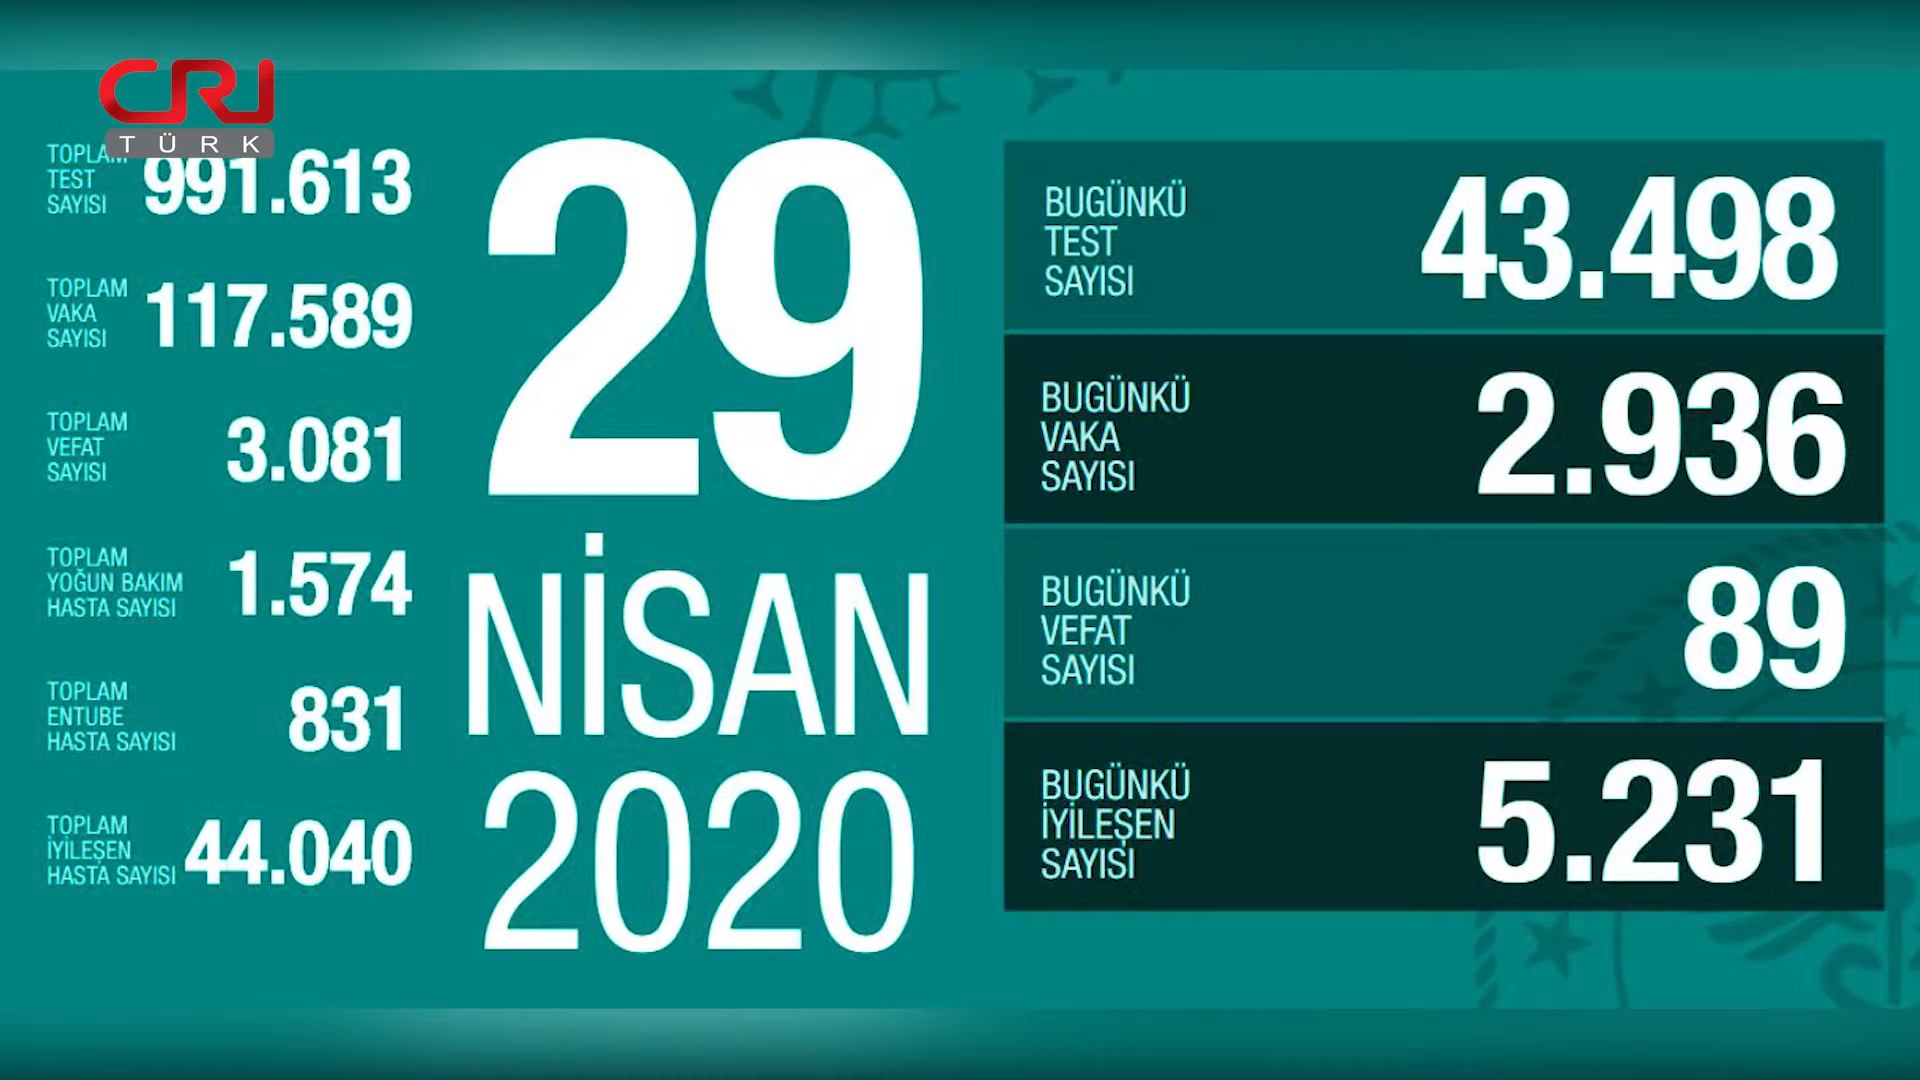 CRI
TÜRK
TOPLAM
TEST
SAYISI
991.613
TOPLAM
VAKA
SAYISI
117.589
TOPLAM
VEFAT
SAYISI
3.081
TOPLAM
YOĞUN BAKIM
HASTA SAYISI
1.574
TOPLAM
ENTUBE
HASTA SAYISI
831
TOPLAM
İYİLEŞEN
HASTA SAYISI
44.040
29
NİSAN
2020
BUGÜNKÜ
TEST
SAYISI
43.498
BUGÜNKÜ
VAKA
SAYISI
2.936
BUGÜNKÜ
VEFAT
SAYISI
89
BUGÜNKÜ
İYİLEŞEN
SAYISI
5.231